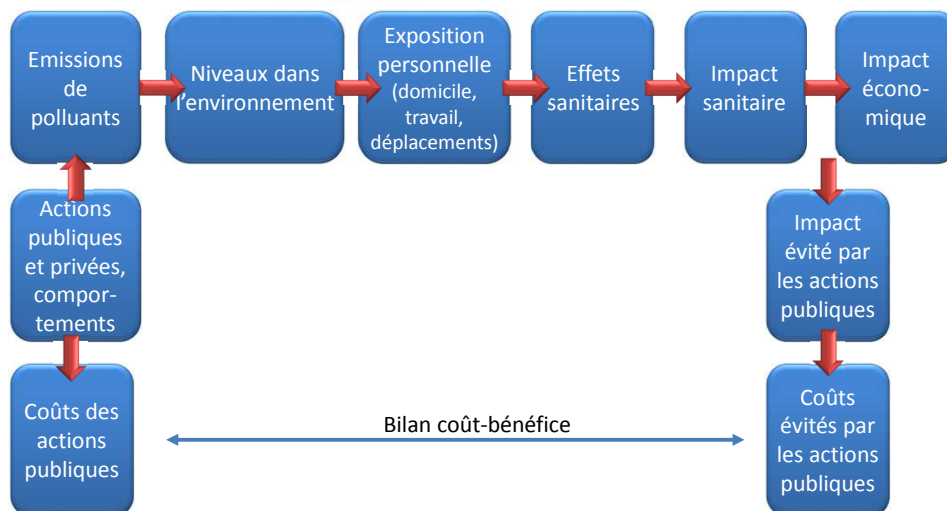 Emissions
de
polluants
Niveaux dans
l'environnement
Exposition
personnelle
(domicile,
travail,
déplacements)
Effets
sanitaires
Impact
sanitaire
Impact
écono-
mique
Actions
publiques
et privées,
compor-
tements
Impact
évité par
les actions
publiques
Coûts des
actions
publiques
Bilan coût-bénéfice
Coûts
évités par
les actions
publiques